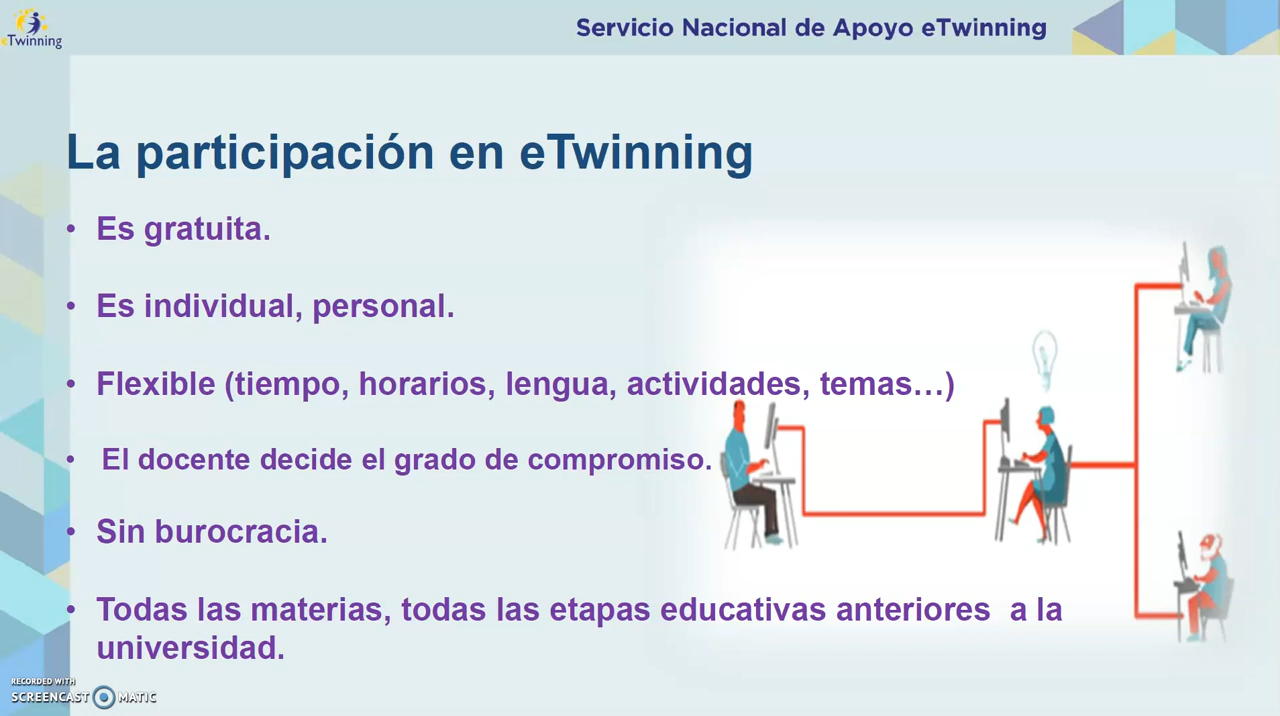 eTwinning
Servicio Nacional de Apoyo eTwinning
La participación en eTwinning
• Es gratuita.
• Es individual, personal.
• Flexible (tiempo, horarios, lengua, actividades, temas…)
• El docente decide el grado de compromiso.
• Sin burocracia.
• Todas las materias, todas las etapas educativas anteriores a la
universidad.
RECORDED WITH
SCREENCAST MATIC